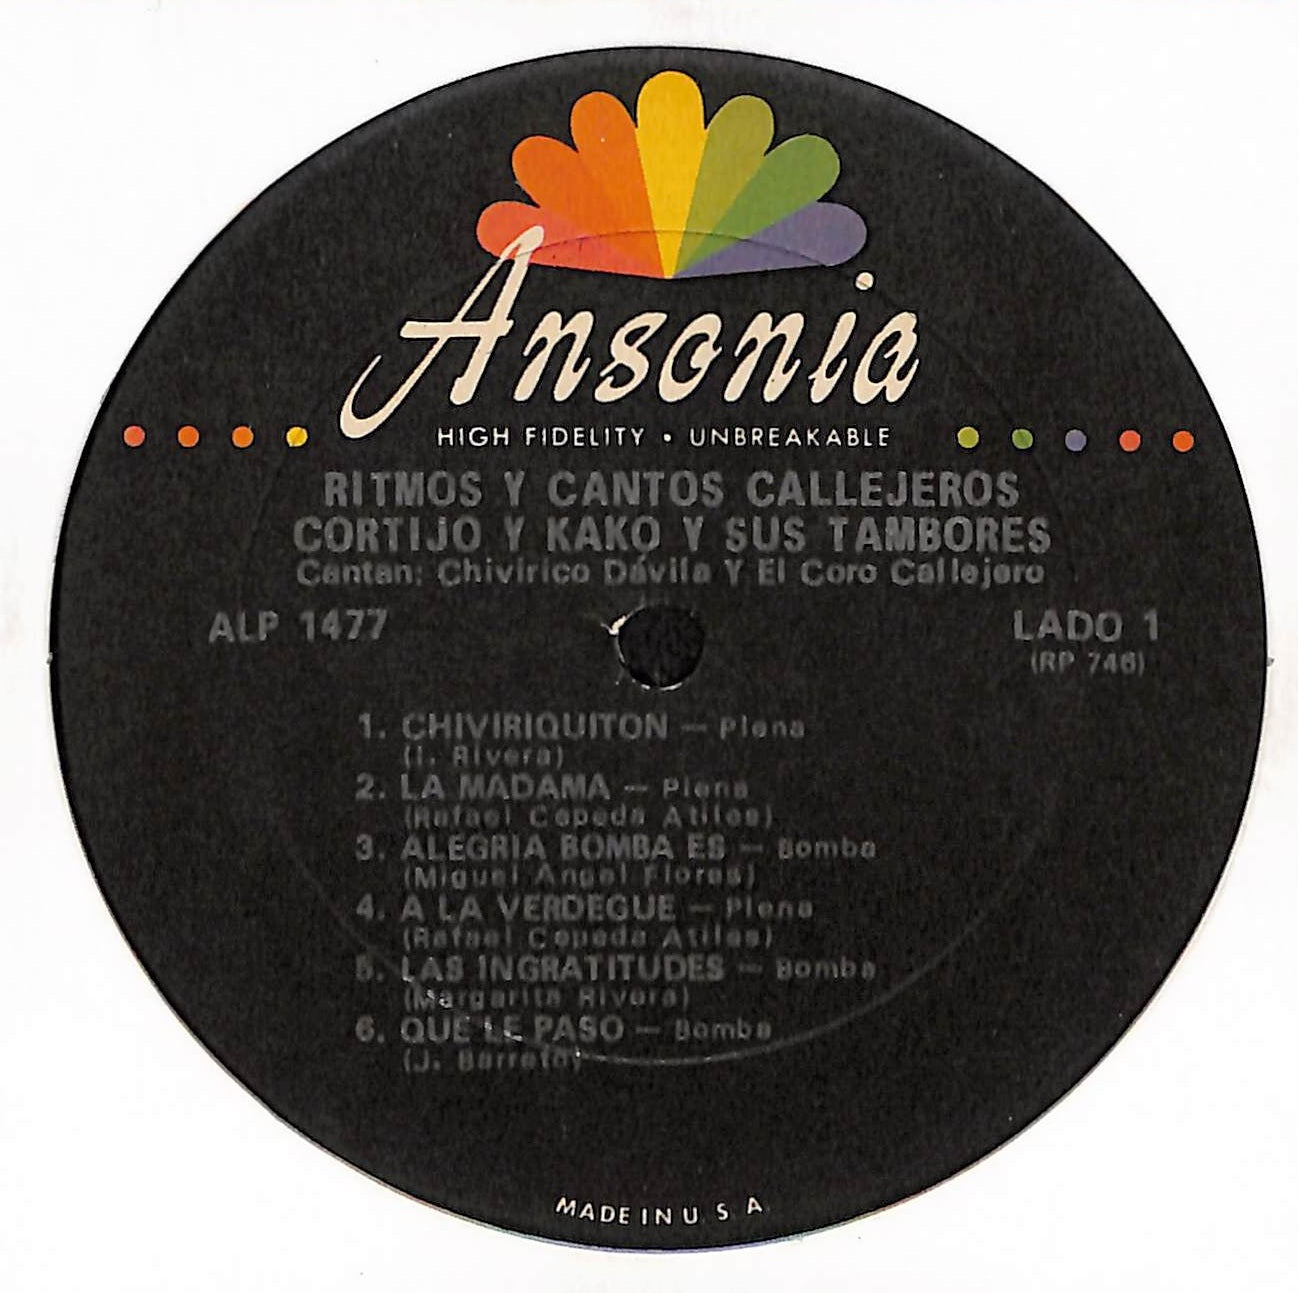 Ansonia
HIGH FIDELITY • UNBREAKABLE
RITMOS Y CANTOS CALLEJEROS
CORTIJO Y KAKO Y SUS TAMBORES
Cantan: Chivirico Dávila Y El Coro Callejero
ALP 1477
LADO 1
(RP 746)
1. CHIVIRIQUITON — Plena
(I. Rivera)
2. LA MADAMA — Plena
(Rafael Cepeda Atiles)
3. ALEGRIA BOMBA ES — Bomba
(Miguel Angel Flores)
4. A LA VERDEGUE — Plena
(Rafael Cepeda Atiles)
5. LAS INGRATITUDES — Bomba
(Margarita Rivera)
6. QUE LE PASO — Bomba
(J. Barreto)
MADE IN U. S. A.